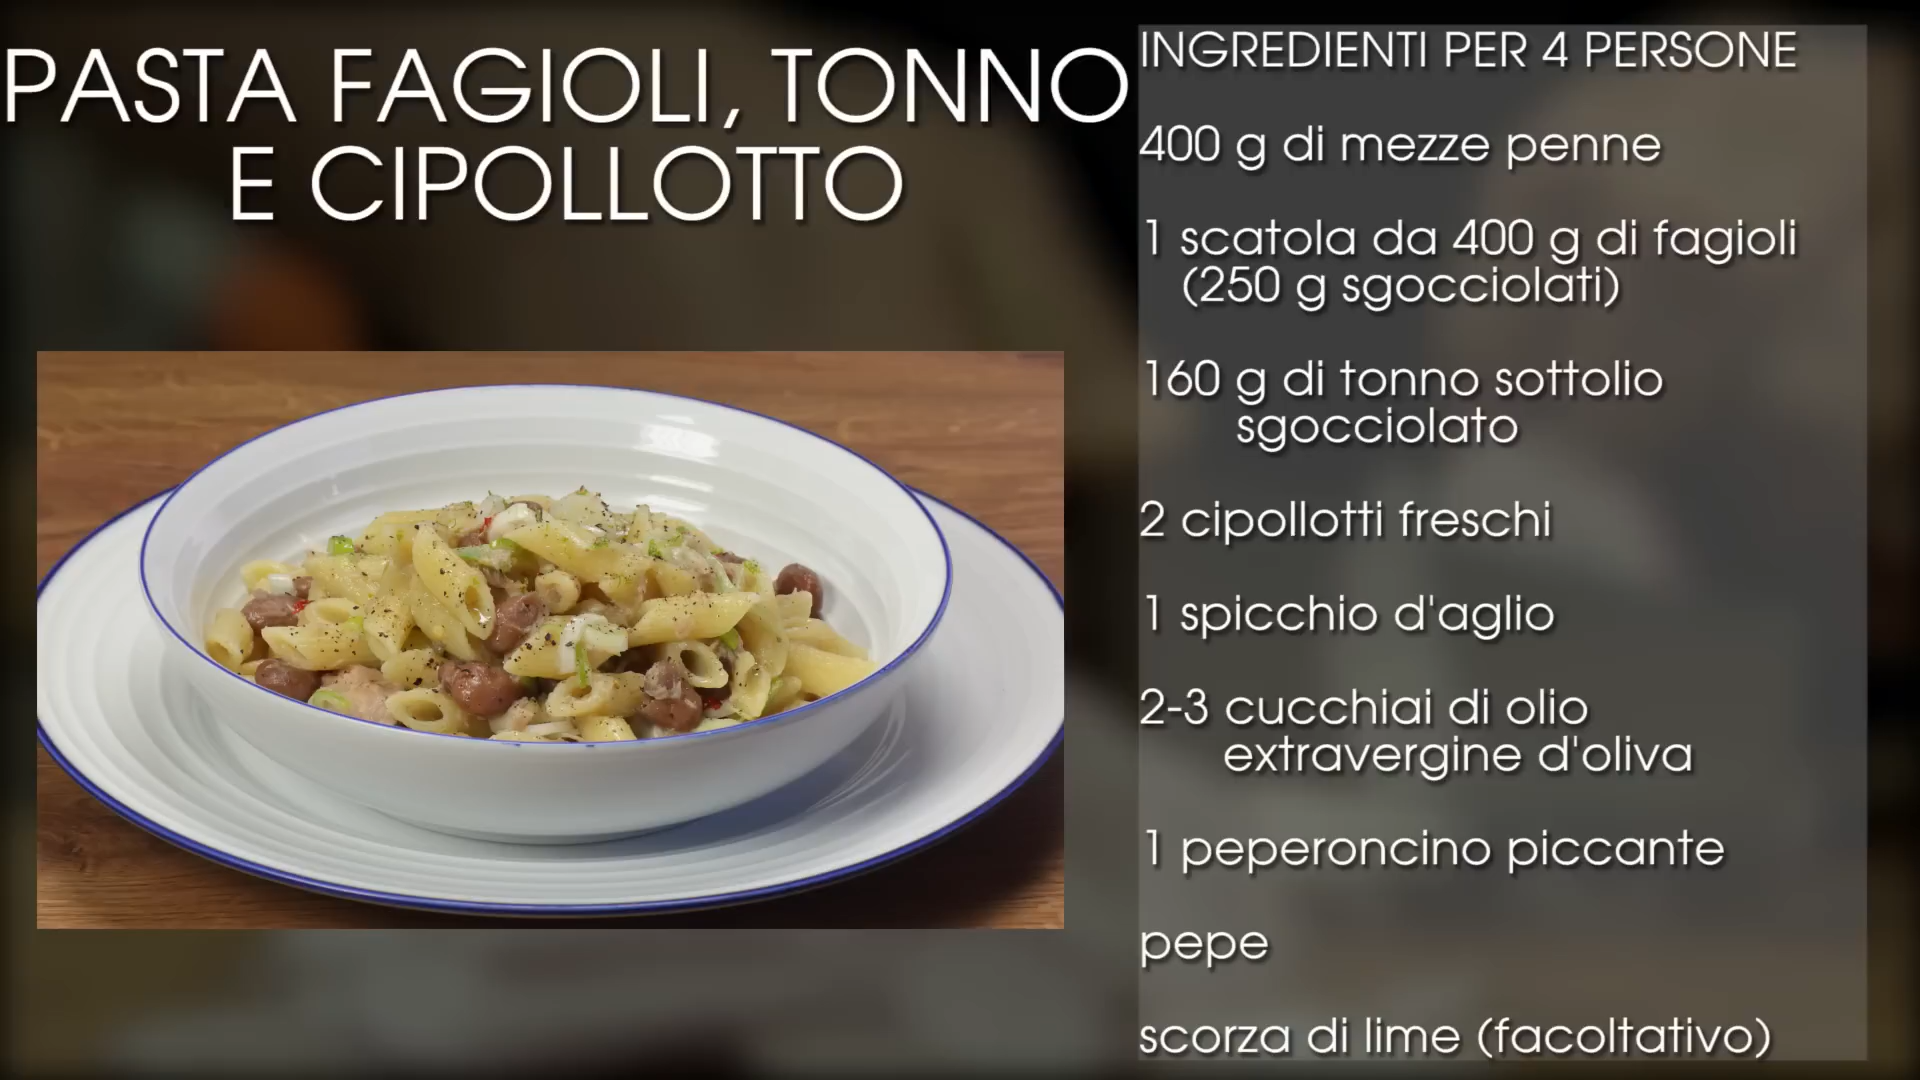 PASTA FAGIOLI, TONNO
E CIPOLLOTTO
INGREDIENTI PER 4 PERSONE
400 g di mezze penne
1 scatola da 400 g di fagioli
(250 g sgocciolati)
160 g di tonno sottolio
sgocciolato
2 cipollotti freschi
1 spicchio d'aglio
2-3 cucchiai di olio
extravergine d'oliva
1 peperoncino piccante
pepe
scorza di lime (facoltativo)